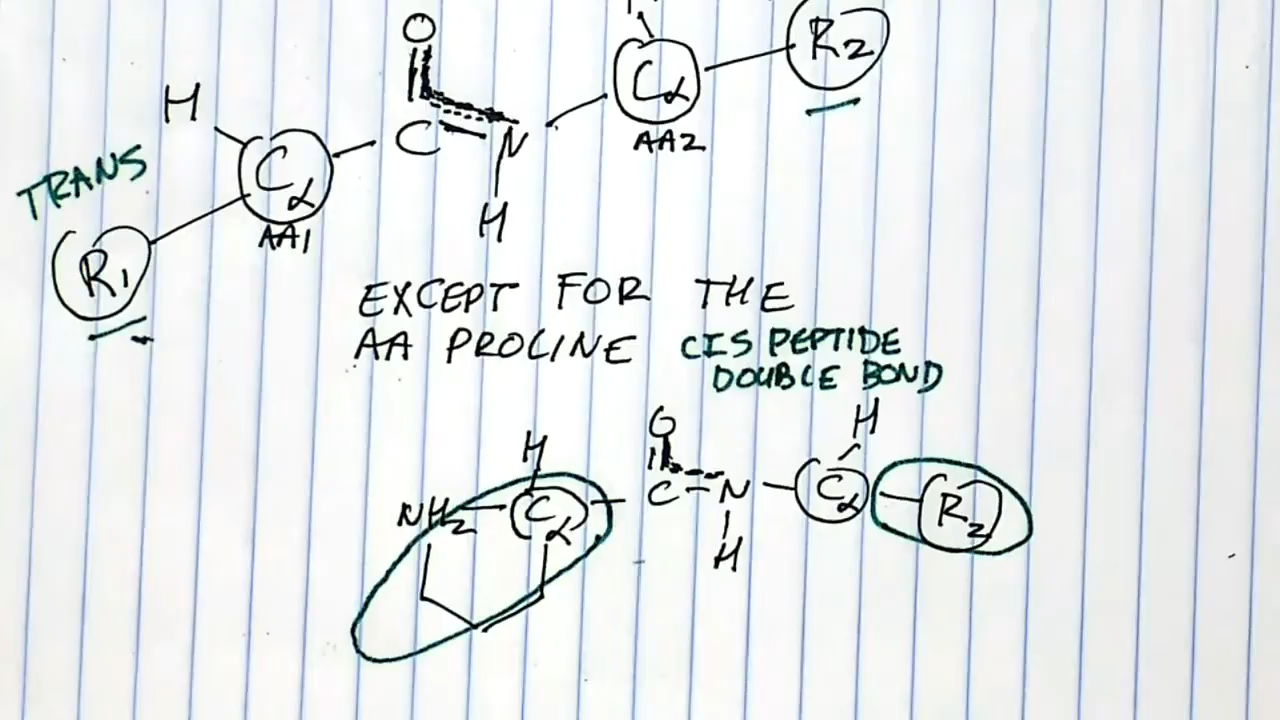 O
R₂
H
Cα
C
N
AA2
TRANS
Cα
H
AA1
R₁
EXCEPT FOR THE
AA PROLINE CIS PEPTIDE
DOUBLE BOND
H
O
H
NH₂ Cα C N Cα R₂
H